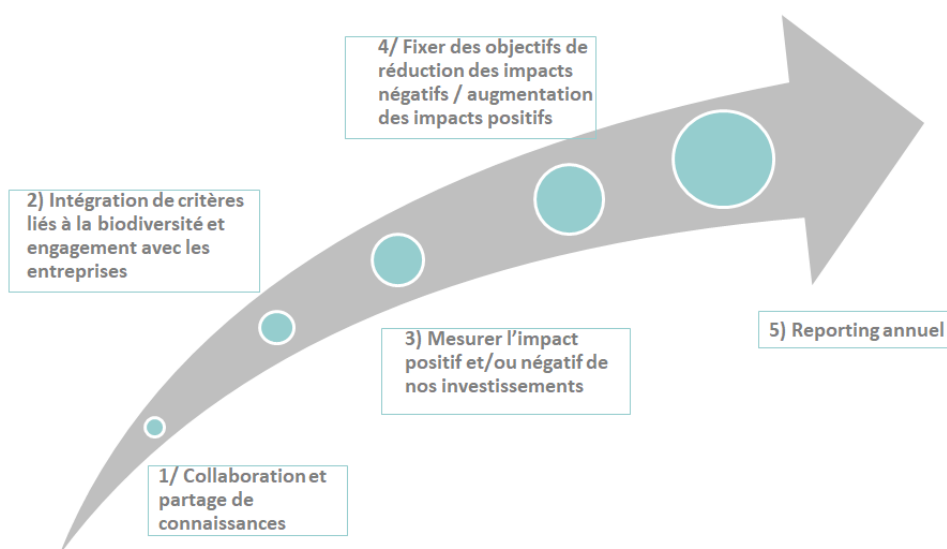 4/ Fixer des objectifs de
réduction des impacts
négatifs / augmentation
des impacts positifs
2) Intégration de critères
liés à la biodiversité et
engagement avec les
entreprises
3) Mesurer l’impact
positif et/ou négatif de
nos investissements
5) Reporting annuel
1/ Collaboration et
partage de
connaissances